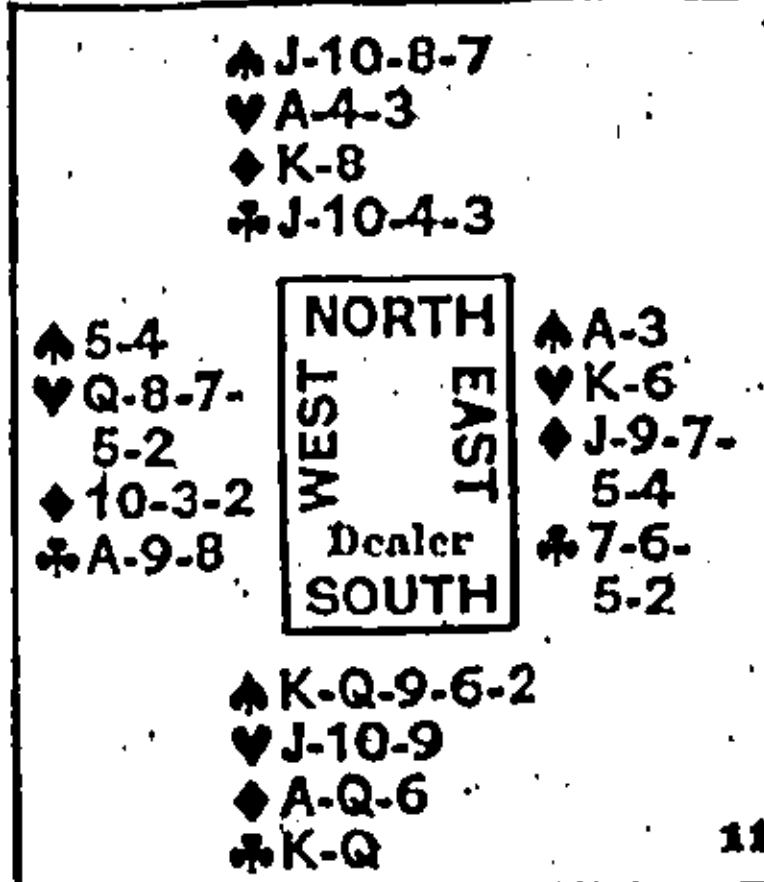 ♠ J-10-8-7
♥ A-4-3
♦ K-8
♣ J-10-4-3
♠ 5-4
♥ Q-8-7-
5-2
♦ 10-3-2
♣ A-9-8
NORTH
WEST
EAST
Dealer
SOUTH
♠ A-3
♥ K-6
♦ J-9-7-
5-4
♣ 7-6-
5-2
♠ K-Q-9-6-2
♥ J-10-9
♦ A-Q-6
♣ K-Q